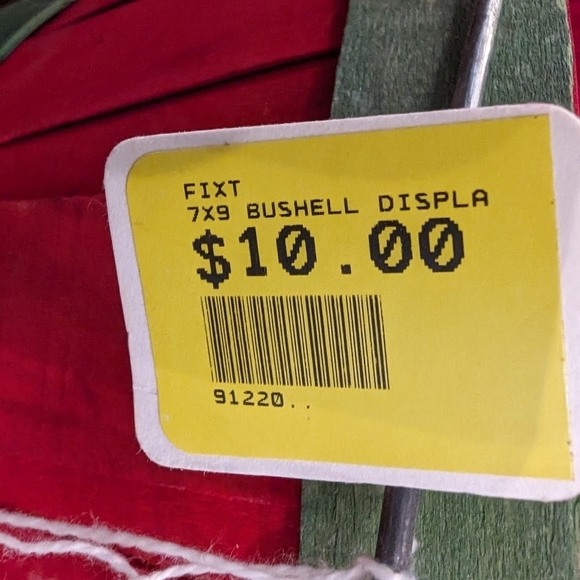 FIXT
7X9 BUSHELL DISPLA
$10.00
91220..